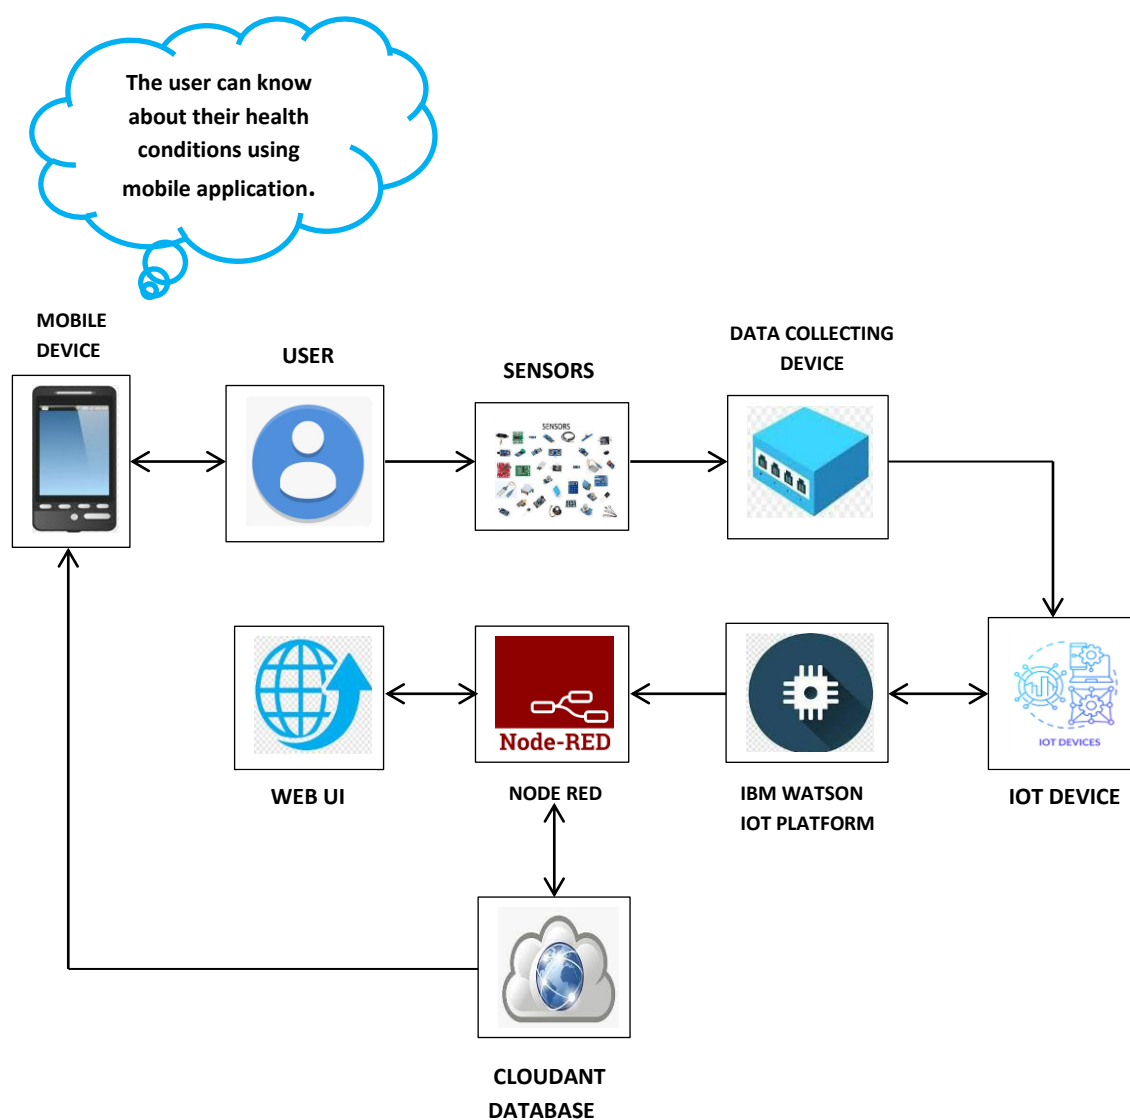 The user can know
about their health
conditions using
mobile application.
MOBILE
DEVICE
USER
SENSORS
DATA COLLECTING
DEVICE
SENSORS
Node-RED
IOT DEVICES
WEB UI
NODE RED
IBM WATSON
IOT PLATFORM
IOT DEVICE
CLOUDANT
DATABASE